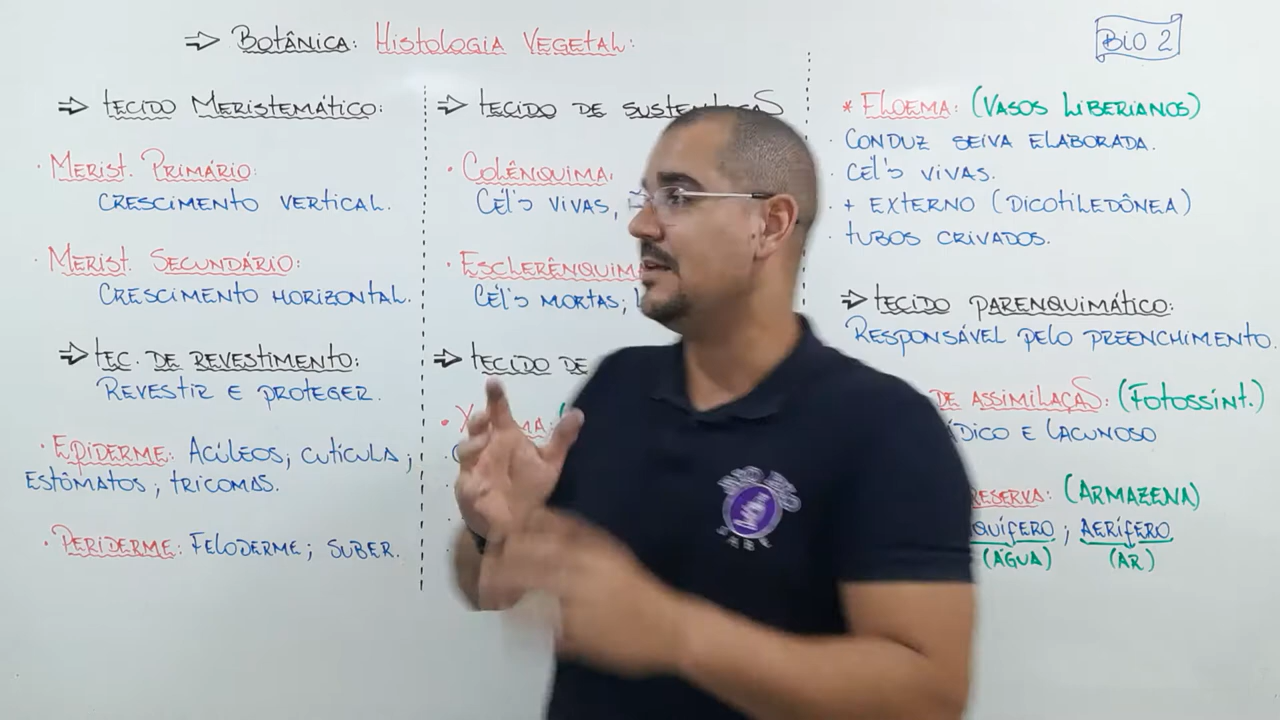 ⇒ Botânica: Histologia Vegetal:
BIO 2
⇒ Tecido Meristemático:
· Merist. Primário:
Crescimento vertical.
· Merist. Secundário:
Crescimento horizontal.
⇒ Tec. de revestimento:
Revestir e proteger.
· Epiderme: Acúleos; cutícula;
Estômatos; tricomas.
· Periderme: Feloderme; suber.
⇒ Tecido de
· Colênquima:
Cél's vivas,
· Esclerênquima
Cél's mortas;
⇒ Tecido de
* Floema: (Vasos Liberianos)
· Conduz seiva elaborada.
· Cél's vivas.
· + externo (Dicotiledônea)
· Tubos crivados.
⇒ Tecido parenquimático:
Responsável pelo preenchimento.
de assimilação: (Fotossínt.)
e lacunoso
reserva: (Armazena)
; Aerífero
(Água) (Ar)